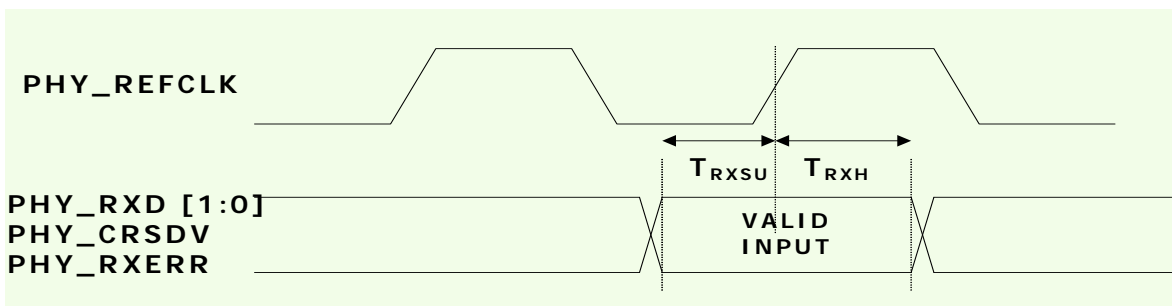 PHY_REFCLK
TRXSU TRXH
PHY_RXD [1:0]
PHY_CRSDV
PHY_RXERR
VALID
INPUT